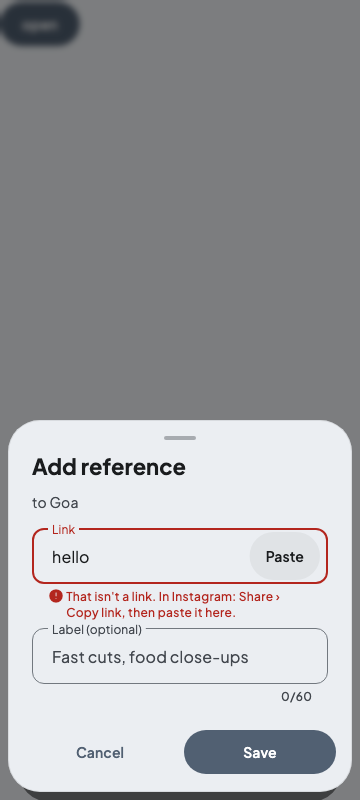 open
Add reference
to Goa
Link
hello
Paste
That isn't a link. In Instagram: Share ›
Copy link, then paste it here.
Label (optional)
Fast cuts, food close-ups
0/60
Cancel
Save